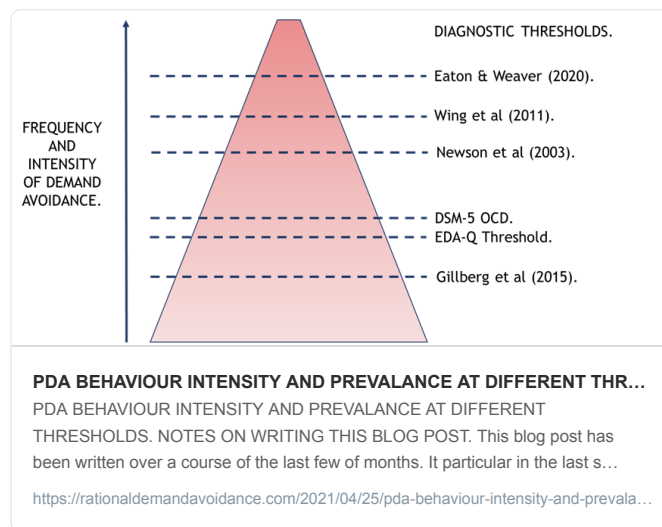 DIAGNOSTIC THRESHOLDS.
Eaton & Weaver (2020).
Wing et al (2011).
Newson et al (2003).
FREQUENCY
AND
INTENSITY
OF DEMAND
AVOIDANCE.
DSM-5 OCD.
EDA-Q Threshold.
Gillberg et al (2015).
PDA BEHAVIOUR INTENSITY AND PREVALANCE AT DIFFERENT THR...
PDA BEHAVIOUR INTENSITY AND PREVALANCE AT DIFFERENT
THRESHOLDS. NOTES ON WRITING THIS BLOG POST. This blog post has
been written over a course of the last few of months. It particular in the last s...
https://rationaldemandavoidance.com/2021/04/25/pda-behaviour-intensity-and-prevala...